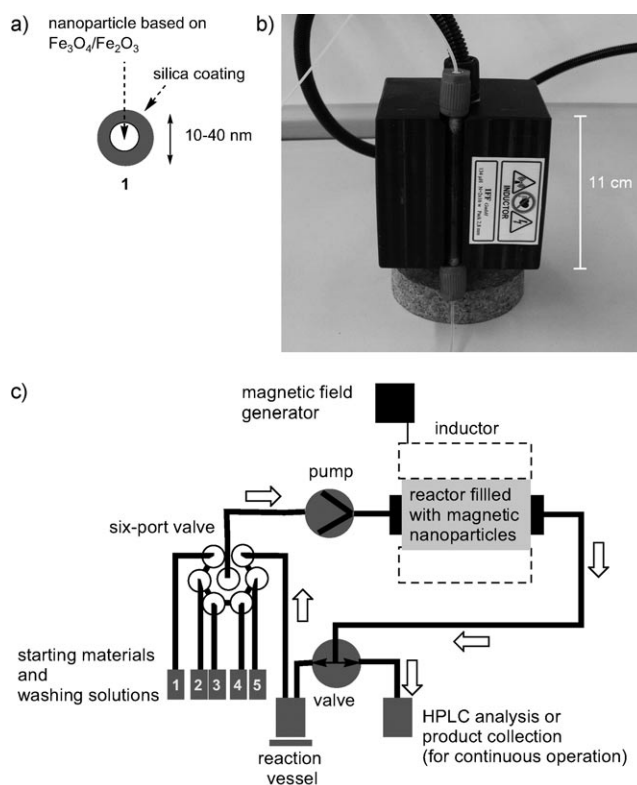 a)
nanoparticle based on
Fe₃O₄/Fe₂O₃
silica coating
10-40 nm
1
b)
INDUCTOR
1FF
11 cm
c)
magnetic field
generator
inductor
pump
reactor fillled
with magnetic
nanoparticles
six-port valve
starting materials
and
washing solutions
1 2 3 4 5
valve
reaction
vessel
HPLC analysis or
product collection
(for continuous operation)